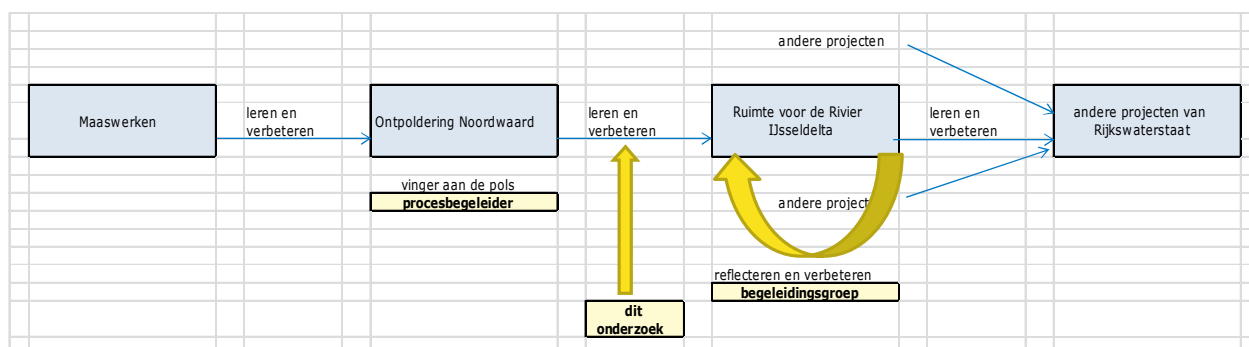 andere projecten
Maaswerken
leren en
verbeteren
Ontpoldering Noordwaard
leren en
verbeteren
Ruimte voor de Rivier
IJsseldelta
leren en
verbeteren
andere projecten van
Rijkswaterstaat
vinger aan de pols
procesbegeleider
andere project
reflecteren en verbeteren
begeleidingsgroep
dit
onderzoek